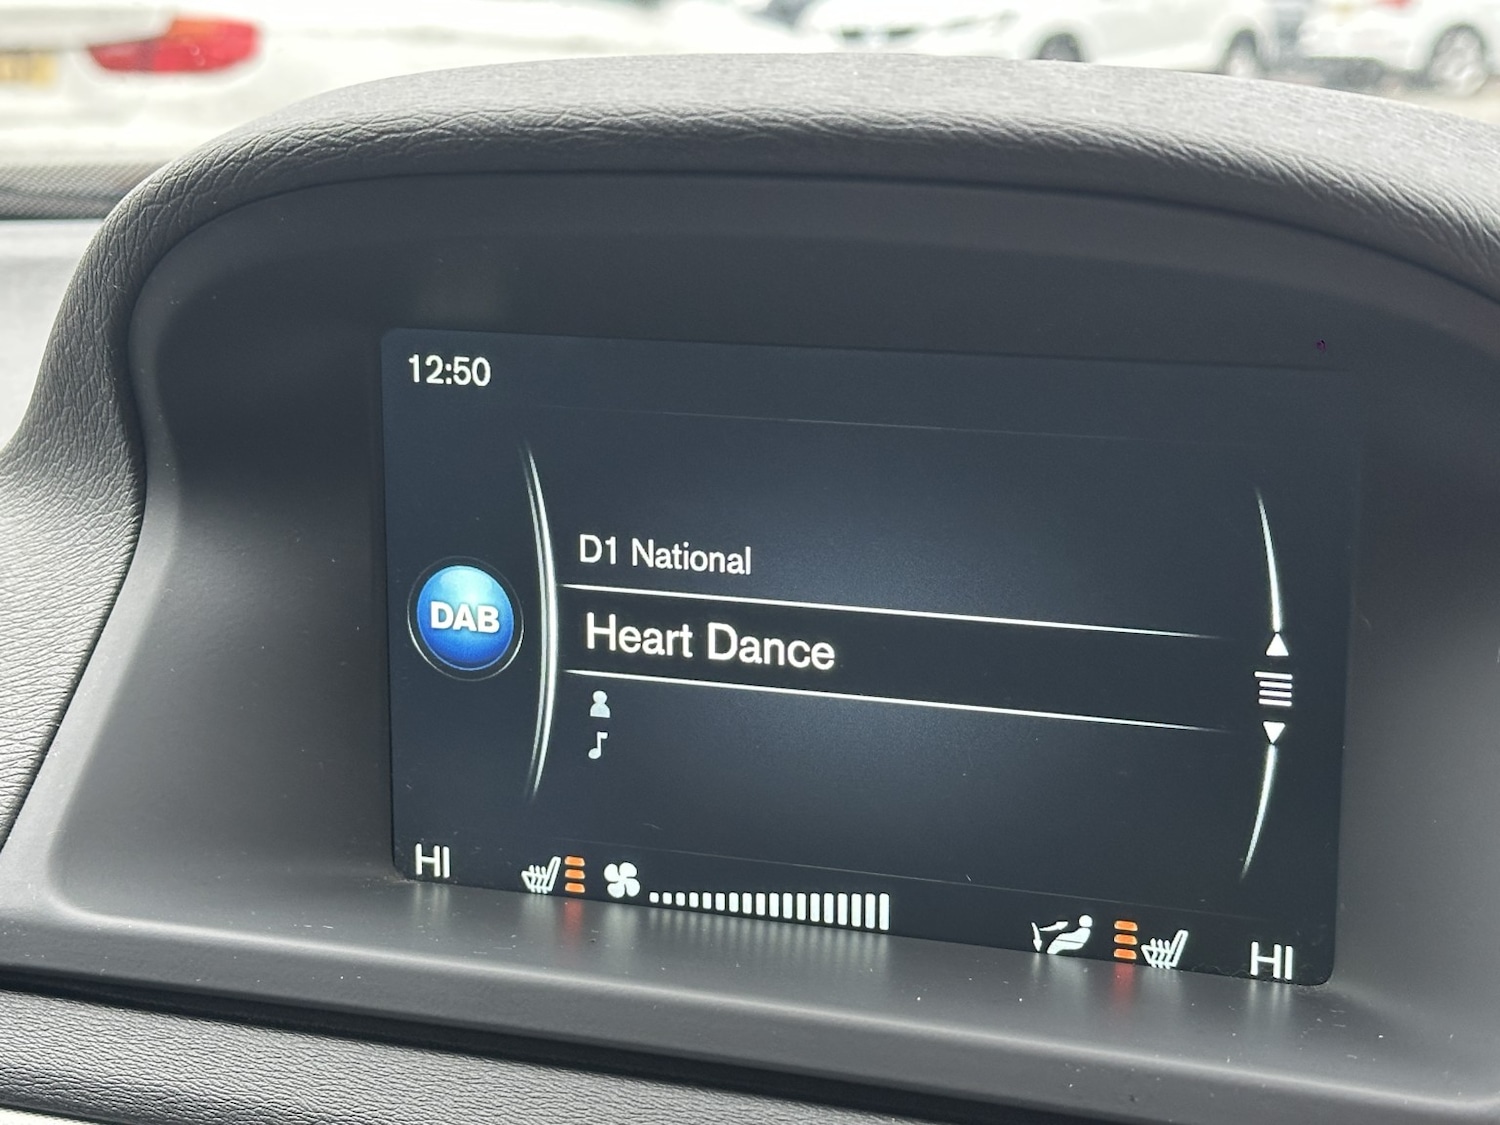 12:50
D1 National
DAB
Heart Dance
HI
HI